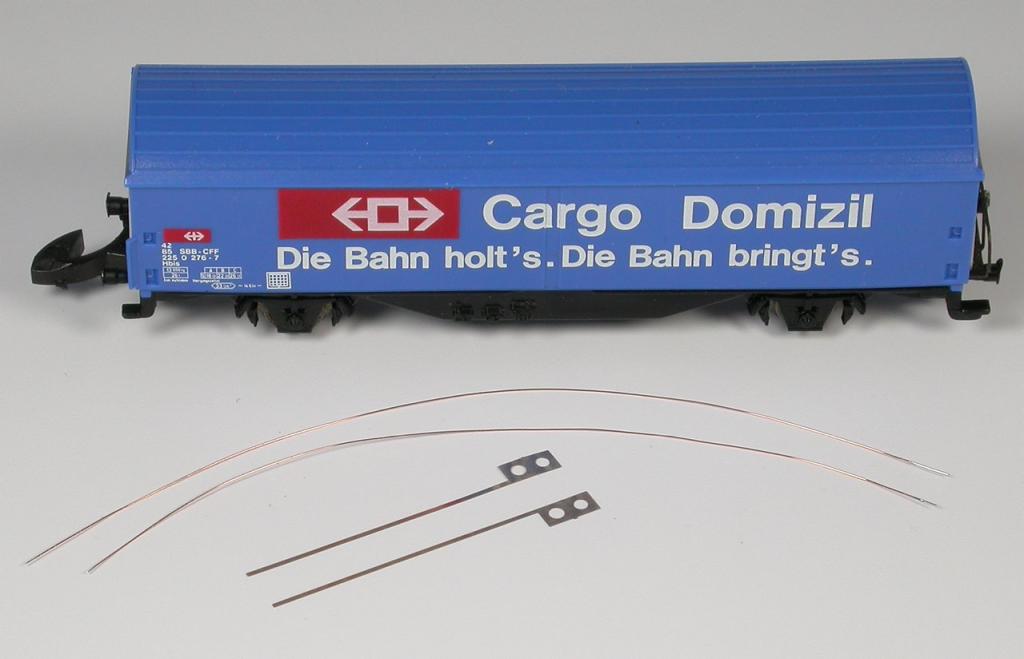 Cargo Domizil
Die Bahn holt's. Die Bahn bringt's.
42
85 SBB-CFF
225 0 276-7
Hbis